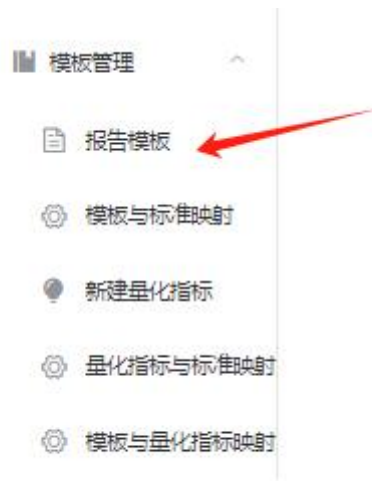 模板管理
报告模板
模板与标准映射
新建量化指标
量化指标与标准映射
模板与量化指标映射